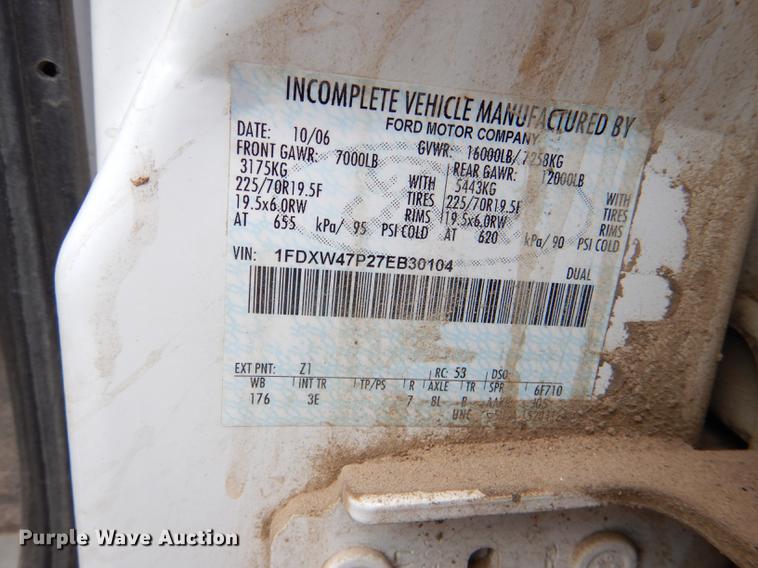 INCOMPLETE VEHICLE MANUFACTURED BY
FORD MOTOR COMPANY
DATE: 10/06 GVWR: 16000LB/7258KG
FRONT GAWR: 7000LB REAR GAWR: 12000LB
3175KG WITH 5443KG WITH
225/70R19.5F TIRES 225/70R19.5F TIRES
19.5x6.0RW RIMS 19.5x6.0RW RIMS
AT 655 kPa/ 95 PSI COLD AT 620 kPa/ 90 PSI COLD
VIN: 1FDXW47P27EB30104 DUAL
EXT PNT: Z1 RC: 53 DSO
WB INT TR TP/PS R AXLE TR SPR 6F710
176 3E 7 8L B
UNC
Purple Wave Auction